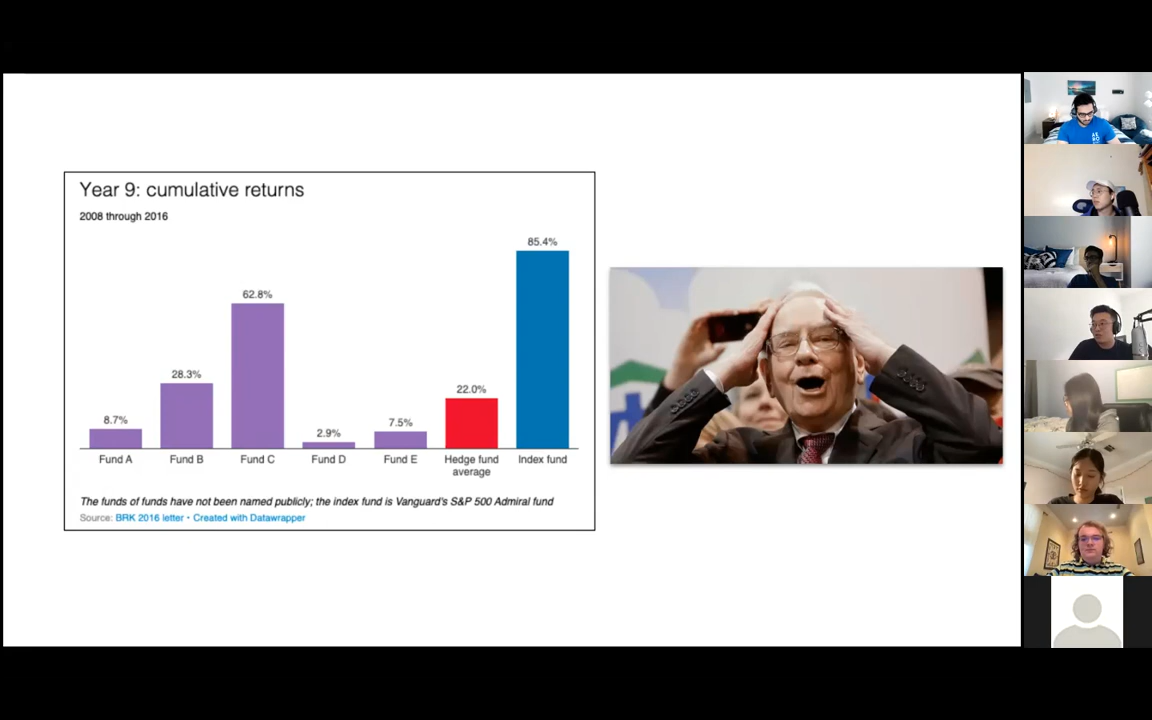 Year 9: cumulative returns
2008 through 2016
85.4%
62.8%
28.3%
22.0%
8.7%
7.5%
2.9%
Fund A
Fund B
Fund C
Fund D
Fund E
Hedge fund
average
Index fund
The funds of funds have not been named publicly; the index fund is Vanguard's S&P 500 Admiral fund
Source: BRK 2016 letter • Created with Datawrapper